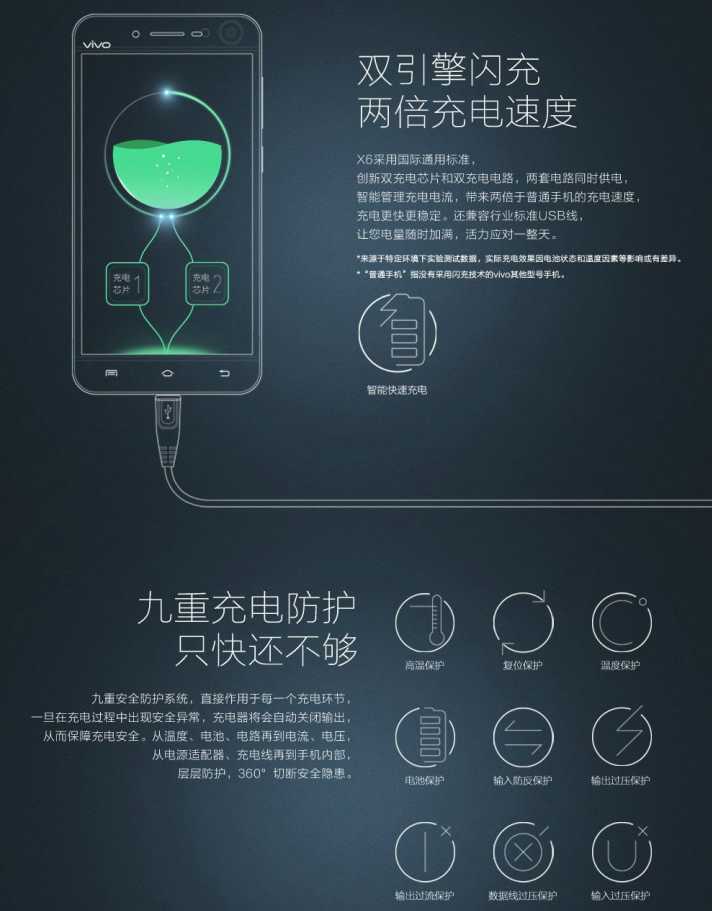 vivo
双引擎闪充
两倍充电速度
X6采用国际通用标准，
创新双充电芯片和双充电电路，两套电路同时供电，
智能管理充电电流，带来两倍于普通手机的充电速度，
充电更快更稳定。还兼容行业标准USB线，
让您电量随时加满，活力应对一整天。
*来源于特定环境下实验测试数据，实际充电效果因电池状态和温度因素等影响或有差异。
*“普通手机”指没有采用闪充技术的vivo其他型号手机。
充电
芯片 1
充电
芯片 2
智能快速充电
九重充电防护
只快还不够
九重安全防护系统，直接作用于每一个充电环节，
一旦在充电过程中出现安全异常，充电器将会自动关闭输出，
从而保障充电安全。从温度、电池、电路再到电流、电压，
从电源适配器、充电线再到手机内部，
层层防护，360°切断安全隐患。
高温保护
复位保护
温度保护
电池保护
输入防反保护
输出过压保护
输出过流保护
数据线过压保护
输入过压保护